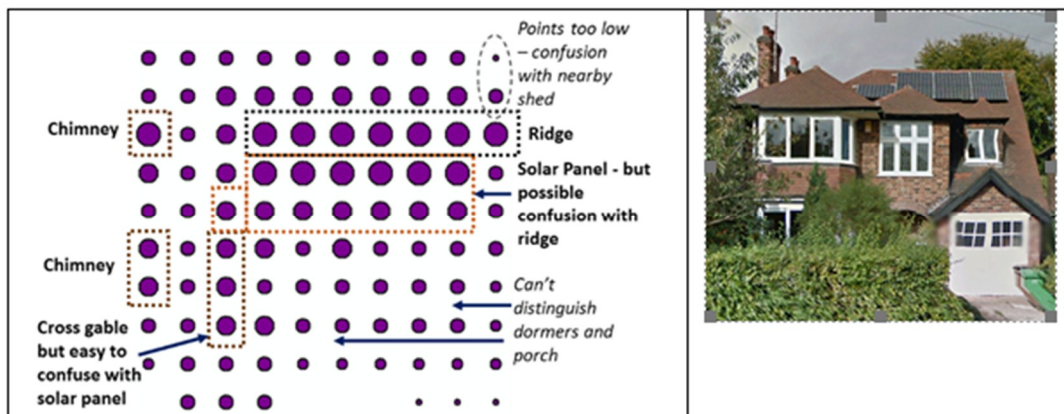 Points too low
– confusion
with nearby
shed
Chimney
Ridge
Solar Panel - but
possible
confusion with
ridge
Chimney
Can't
distinguish
dormers and
porch
Cross gable
but easy to
confuse with
solar panel